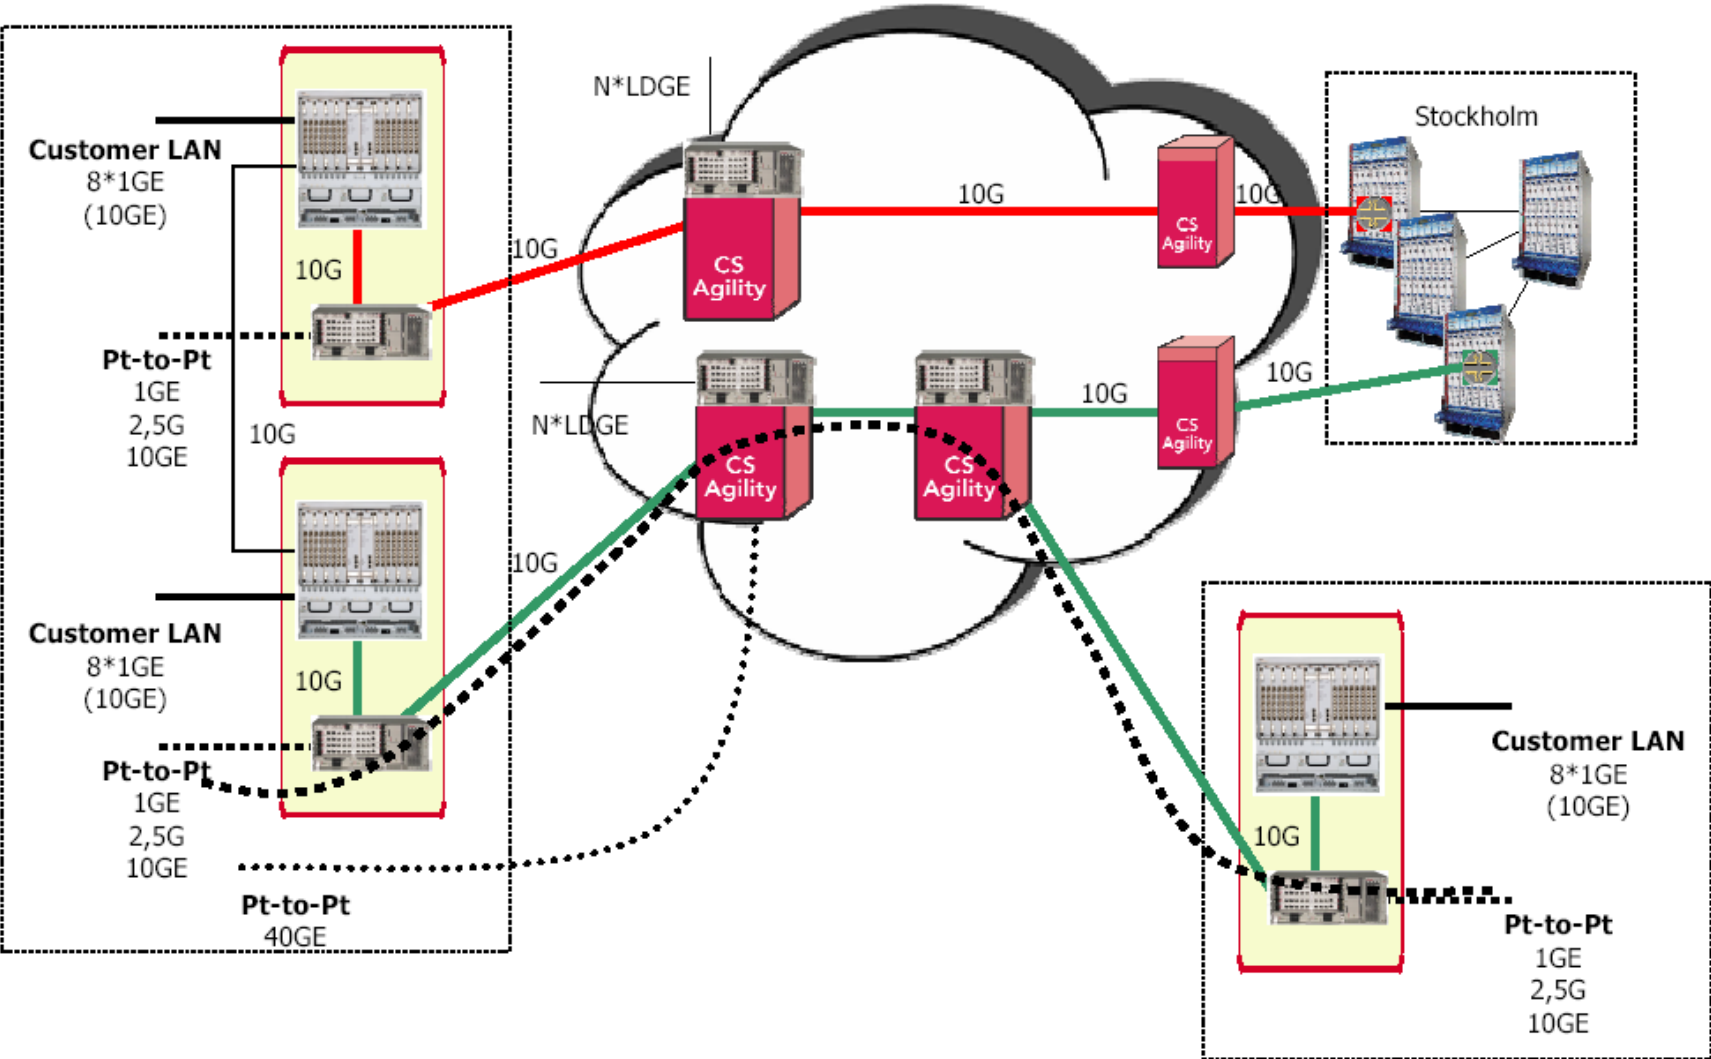 Customer LAN
8*1GE
(10GE)
10G
Pt-to-Pt
1GE
2,5G
10GE
10G
Customer LAN
8*1GE
(10GE)
10G
Pt-to-Pt
1GE
2,5G
10GE
Pt-to-Pt
40GE
10G
10G
N*LDGE
CS
Agility
10G
CS
Agility
10G
N*LDGE
CS
Agility
CS
Agility
10G
CS
Agility
10G
Stockholm
10G
Customer LAN
8*1GE
(10GE)
Pt-to-Pt
1GE
2,5G
10GE